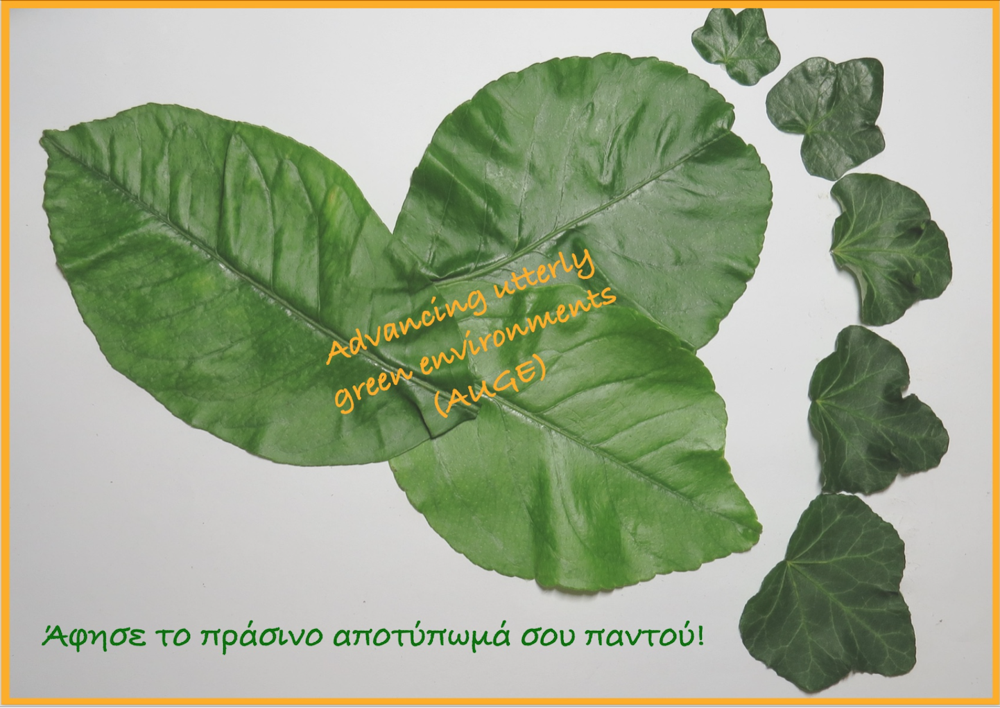 Advancing utterly
green environments
(AUGE)
Άφησε το πράσινο αποτύπωμά σου παντού!